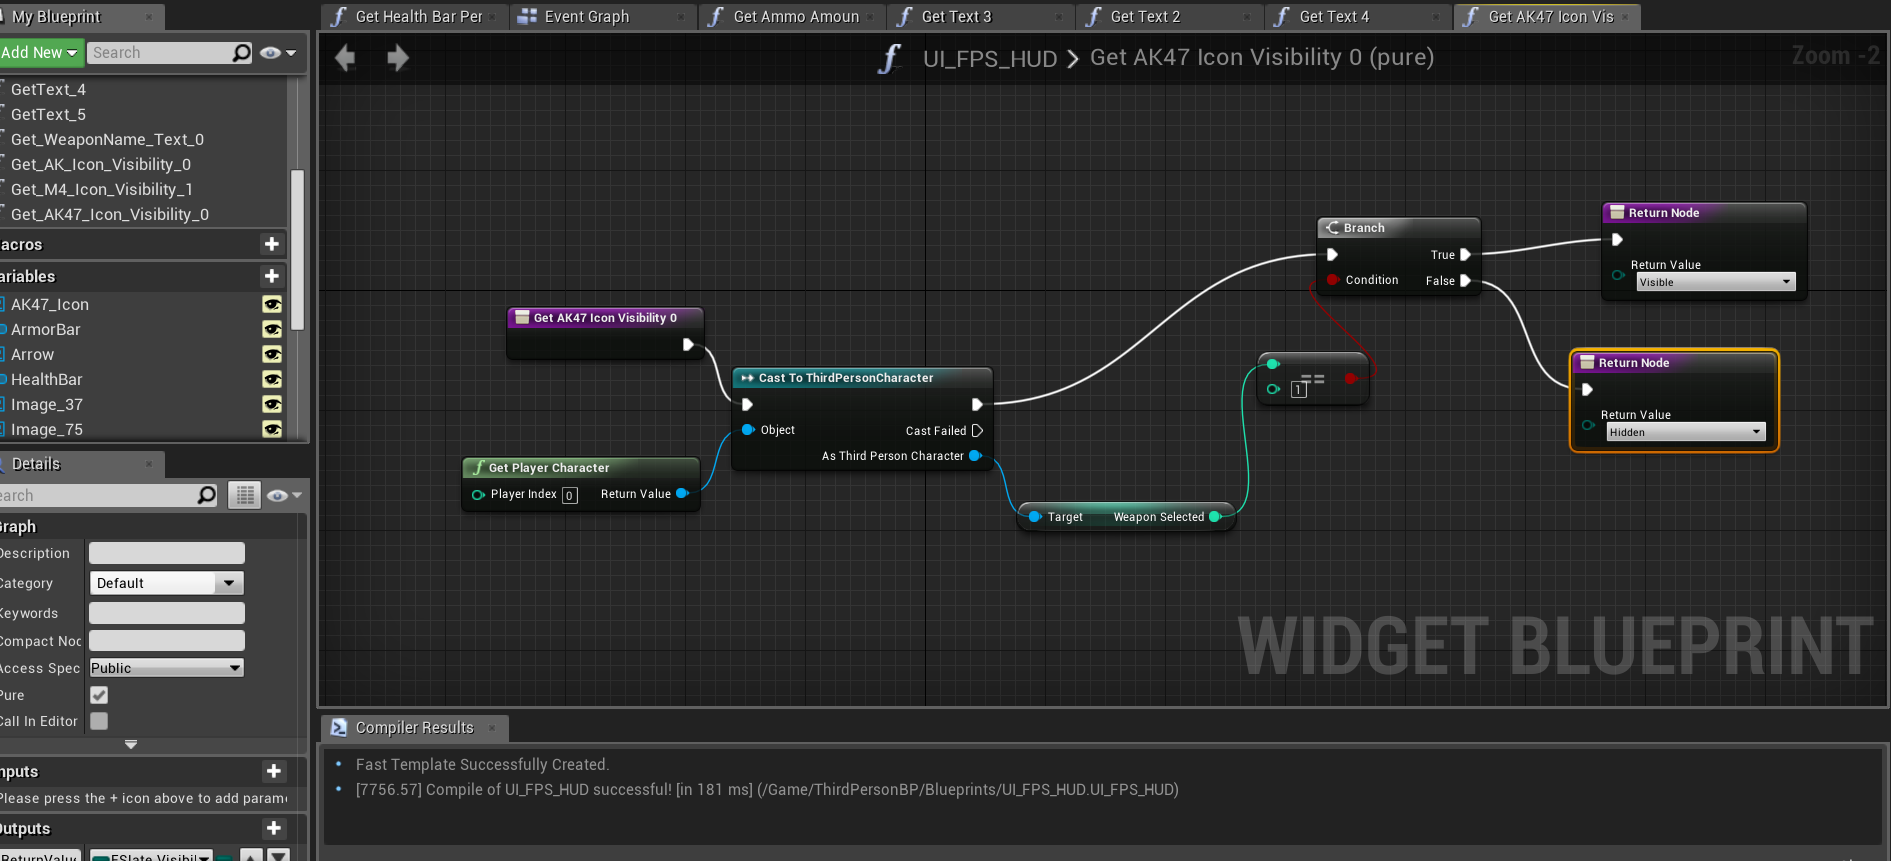 My Blueprint
Get Health Bar Per
Event Graph
Get Ammo Amoun
Get Text 3
Get Text 2
Get Text 4
Get AK47 Icon Vis
Add New
Search
UI_FPS_HUD
Get AK47 Icon Visibility 0 (pure)
Zoom -2
GetText_4
GetText_5
Get_WeaponName_Text_0
Get_AK_Icon_Visibility_0
Get_M4_Icon_Visibility_1
Get_AK47_Icon_Visibility_0
acros
ariables
AK47_Icon
ArmorBar
Arrow
HealthBar
Image_37
Image_75
Details
earch
Graph
Description
Category
Default
Keywords
Compact Noc
Access Spec
Public
Pure
Call In Editor
nputs
Please press the + icon above to add param
Outputs
ReturnValu
ESlate Visibil
Get AK47 Icon Visibility 0
Get Player Character
Player Index
0
Return Value
Cast To ThirdPersonCharacter
Object
Cast Failed
As Third Person Character
Target
Weapon Selected
==
1
Branch
True
Condition
False
Return Node
Return Value
Visible
Return Node
Return Value
Hidden
WIDGET BLUEPRINT
Compiler Results
Fast Template Successfully Created.
[7756.57] Compile of UI_FPS_HUD successful! [in 181 ms] (/Game/ThirdPersonBP/Blueprints/UI_FPS_HUD.UI_FPS_HUD)